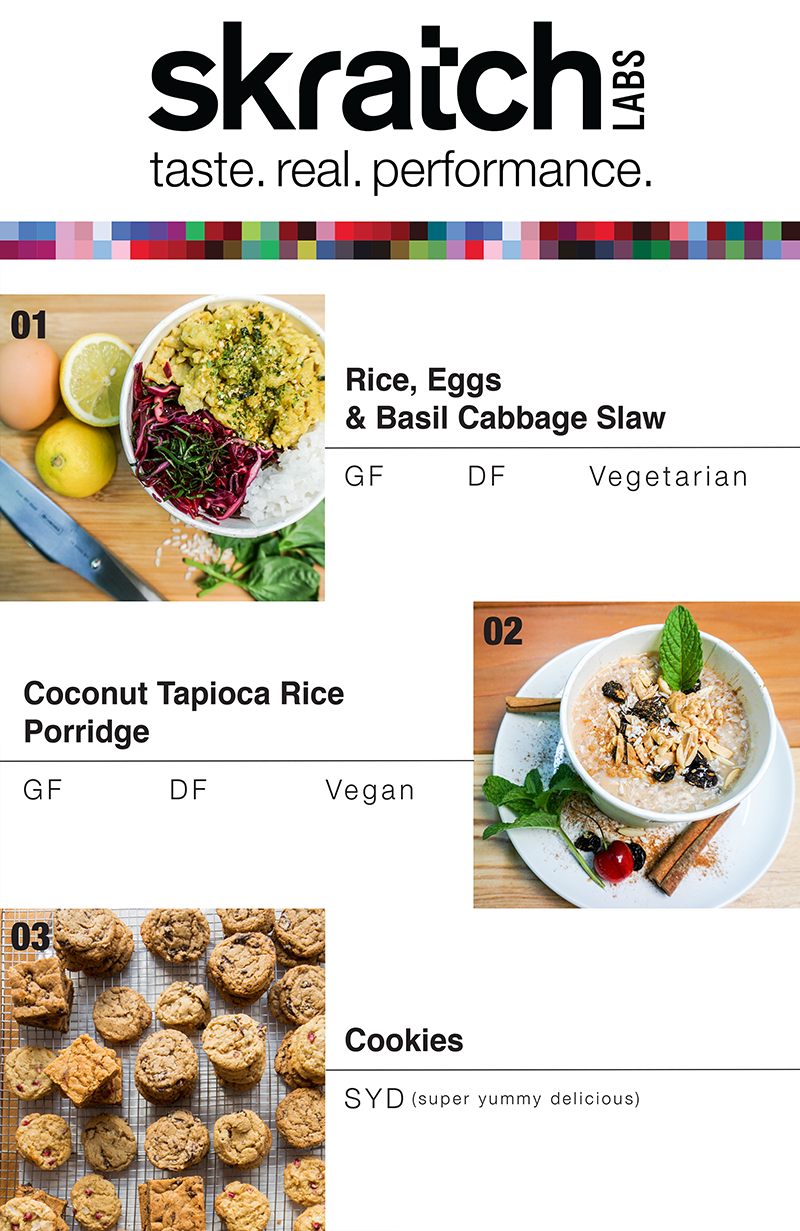 skratch LABS
taste. real. performance.
01
Rice, Eggs
& Basil Cabbage Slaw
GF DF Vegetarian
02
Coconut Tapioca Rice
Porridge
GF DF Vegan
03
Cookies
SYD (super yummy delicious)